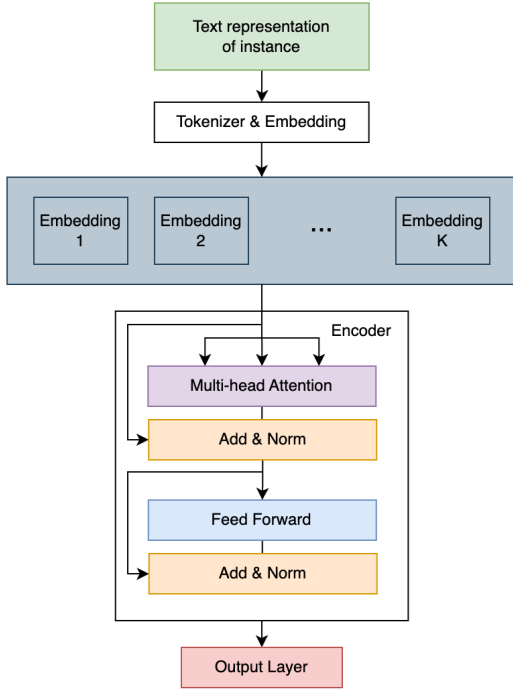 Text representation
of instance
Tokenizer & Embedding
Embedding
1
Embedding
2
...
Embedding
K
Encoder
Multi-head Attention
Add & Norm
Feed Forward
Add & Norm
Output Layer